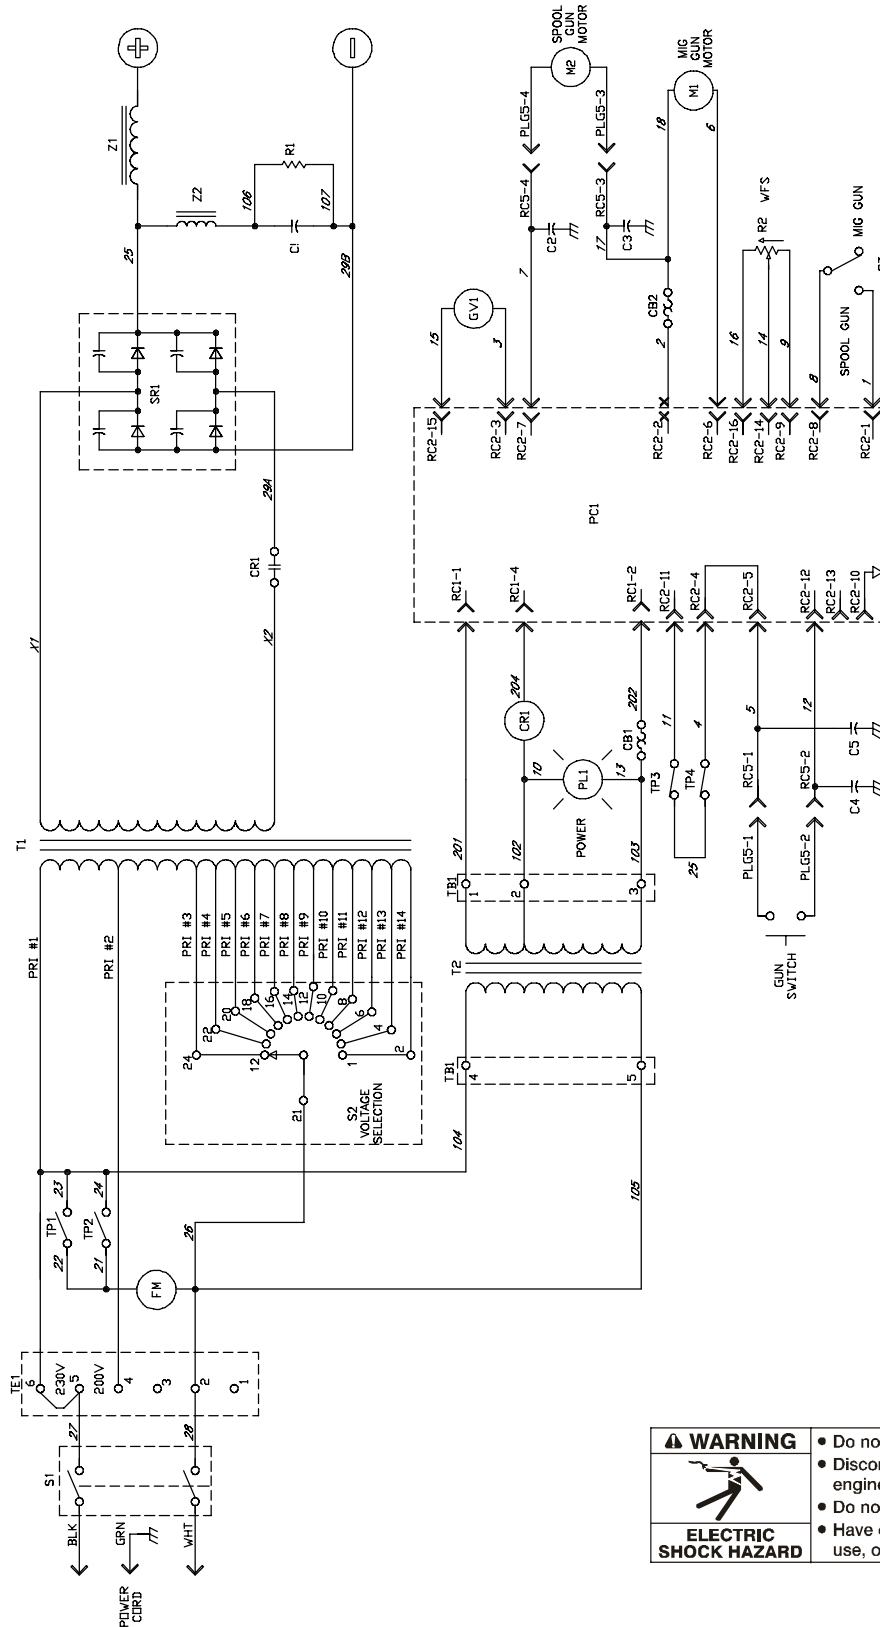 Z1
25
Z2
106
R1
C1
107
29B
SR1
X1
29A
CR1
X2
T1
SPOOL
GUN
MOTOR
M2
PLG5-4
PLG5-3
RC5-4
RC5-3
C2
C3
17
7
MIG
GUN
MOTOR
M1
18
6
CB2
2
GV1
15
3
R2 WFS
16
14
9
MIG GUN
SPOOL GUN
8
1
RC2-15
RC2-3
RC2-7
RC2-2
RC2-6
RC2-16
RC2-14
RC2-9
RC2-8
RC2-1
PC1
RC1-1
RC1-4
RC1-2
RC2-11
RC2-4
RC2-5
RC2-12
RC2-13
RC2-10
204
CR1
202
CB1
10
PL1
13
POWER
201
102
103
TB1
1
2
3
11
4
TP3
TP4
25
5
12
RC5-1
RC5-2
C5
C4
PLG5-1
PLG5-2
GUN
SWITCH
T2
TB1
4
5
104
105
PRI #1
PRI #2
PRI #3
PRI #4
PRI #5
PRI #6
PRI #7
PRI #8
PRI #9
PRI #10
PRI #11
PRI #12
PRI #13
PRI #14
24
22
20
18
16
14
12
10
8
6
4
2
12
1
21
S2
VOLTAGE
SELECTION
23
24
TP1
TP2
22
21
26
FM
TE1
6
230V
5
200V
4
3
2
1
27
28
S1
BLK
GRN
WHT
POWER
CORD
WARNING
ELECTRIC
SHOCK HAZARD
• Do no
• Discon
engine
• Do no
• Have
use, o